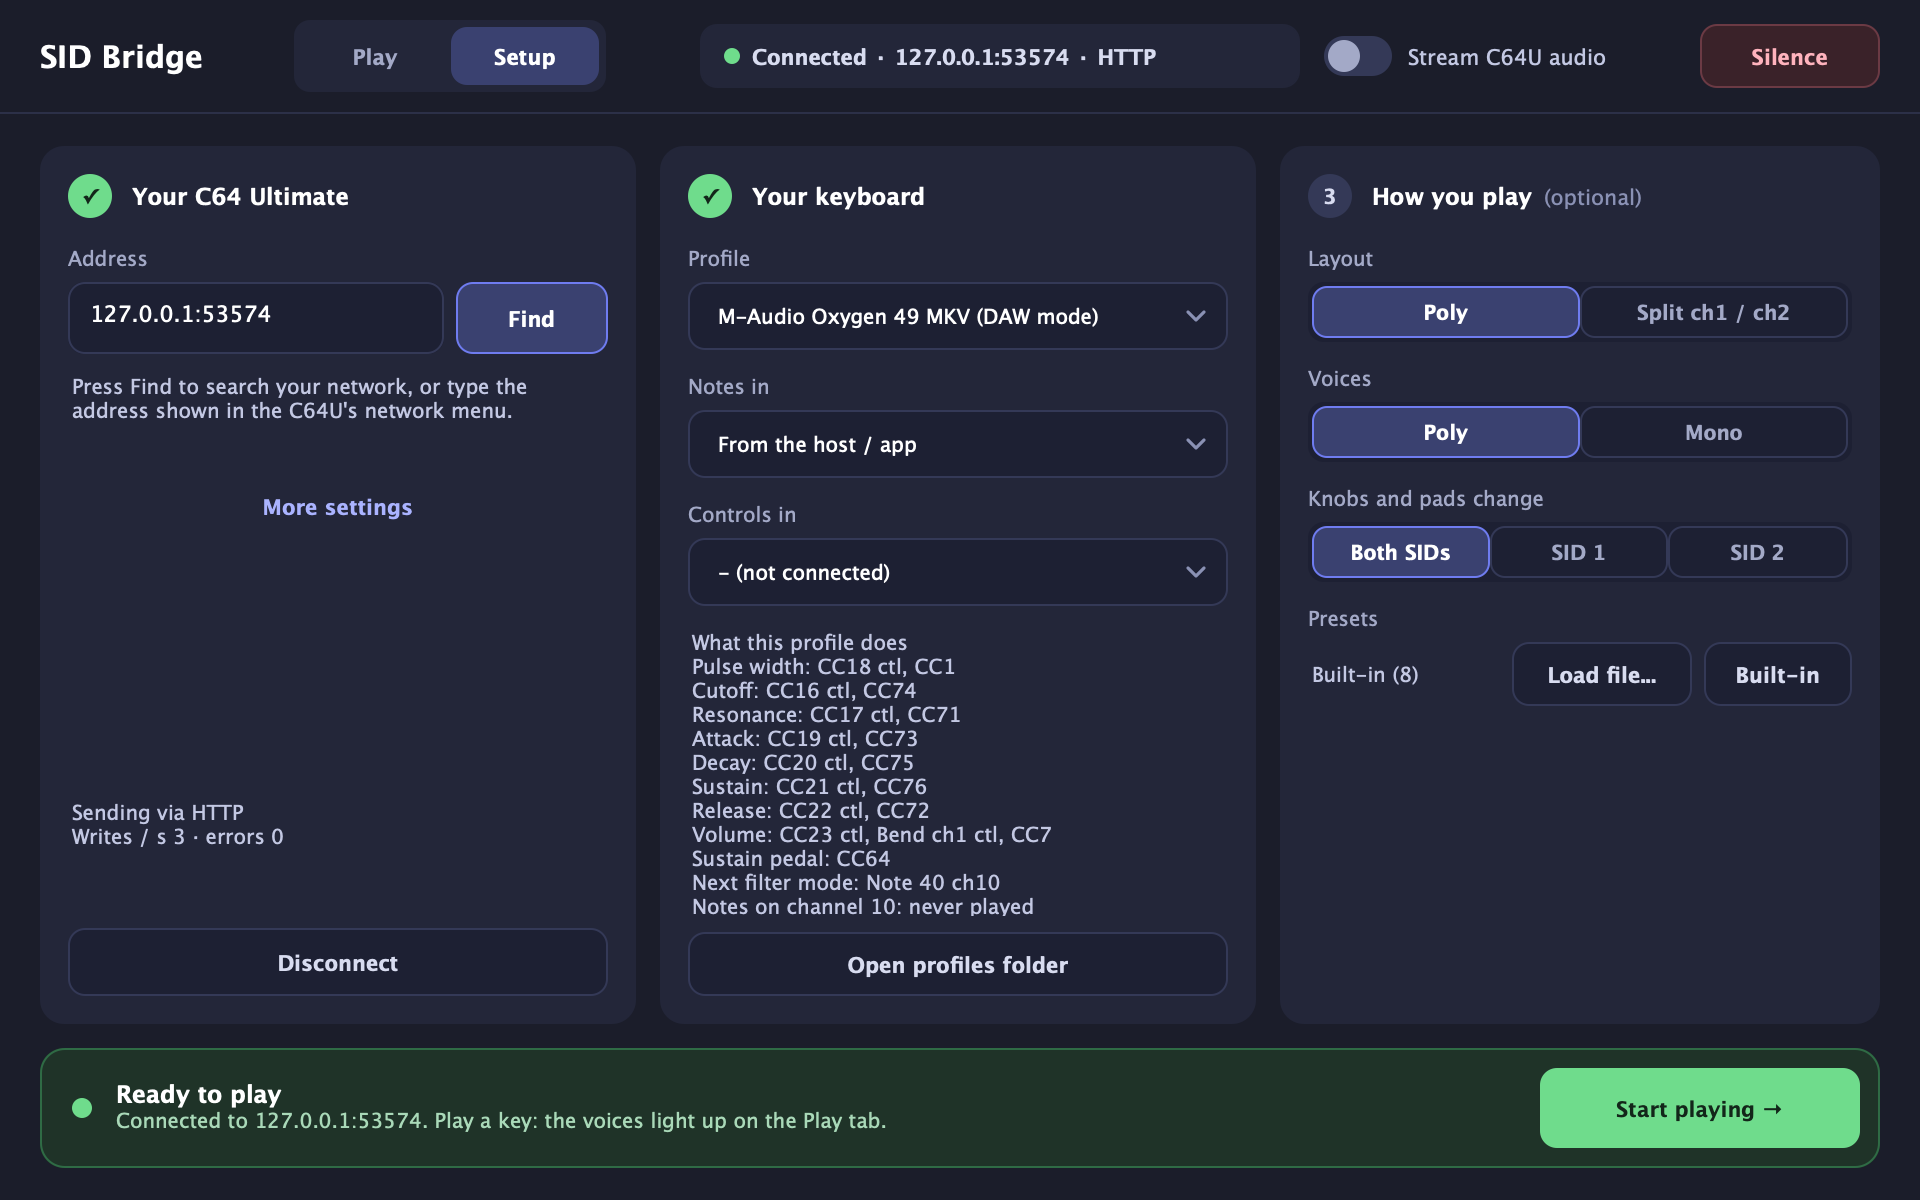 SID Bridge
Play
Setup
Connected · 127.0.0.1:53574 · HTTP
Stream C64U audio
Silence
✓ Your C64 Ultimate
Address
127.0.0.1:53574
Find
Press Find to search your network, or type the
address shown in the C64U's network menu.
More settings
Sending via HTTP
Writes / s 3 · errors 0
Disconnect
✓ Your keyboard
Profile
M-Audio Oxygen 49 MKV (DAW mode)
Notes in
From the host / app
Controls in
– (not connected)
What this profile does
Pulse width: CC18 ctl, CC1
Cutoff: CC16 ctl, CC74
Resonance: CC17 ctl, CC71
Attack: CC19 ctl, CC73
Decay: CC20 ctl, CC75
Sustain: CC21 ctl, CC76
Release: CC22 ctl, CC72
Volume: CC23 ctl, Bend ch1 ctl, CC7
Sustain pedal: CC64
Next filter mode: Note 40 ch10
Notes on channel 10: never played
Open profiles folder
3 How you play (optional)
Layout
Poly
Split ch1 / ch2
Voices
Poly
Mono
Knobs and pads change
Both SIDs
SID 1
SID 2
Presets
Built-in (8)
Load file...
Built-in
Ready to play
Connected to 127.0.0.1:53574. Play a key: the voices light up on the Play tab.
Start playing →